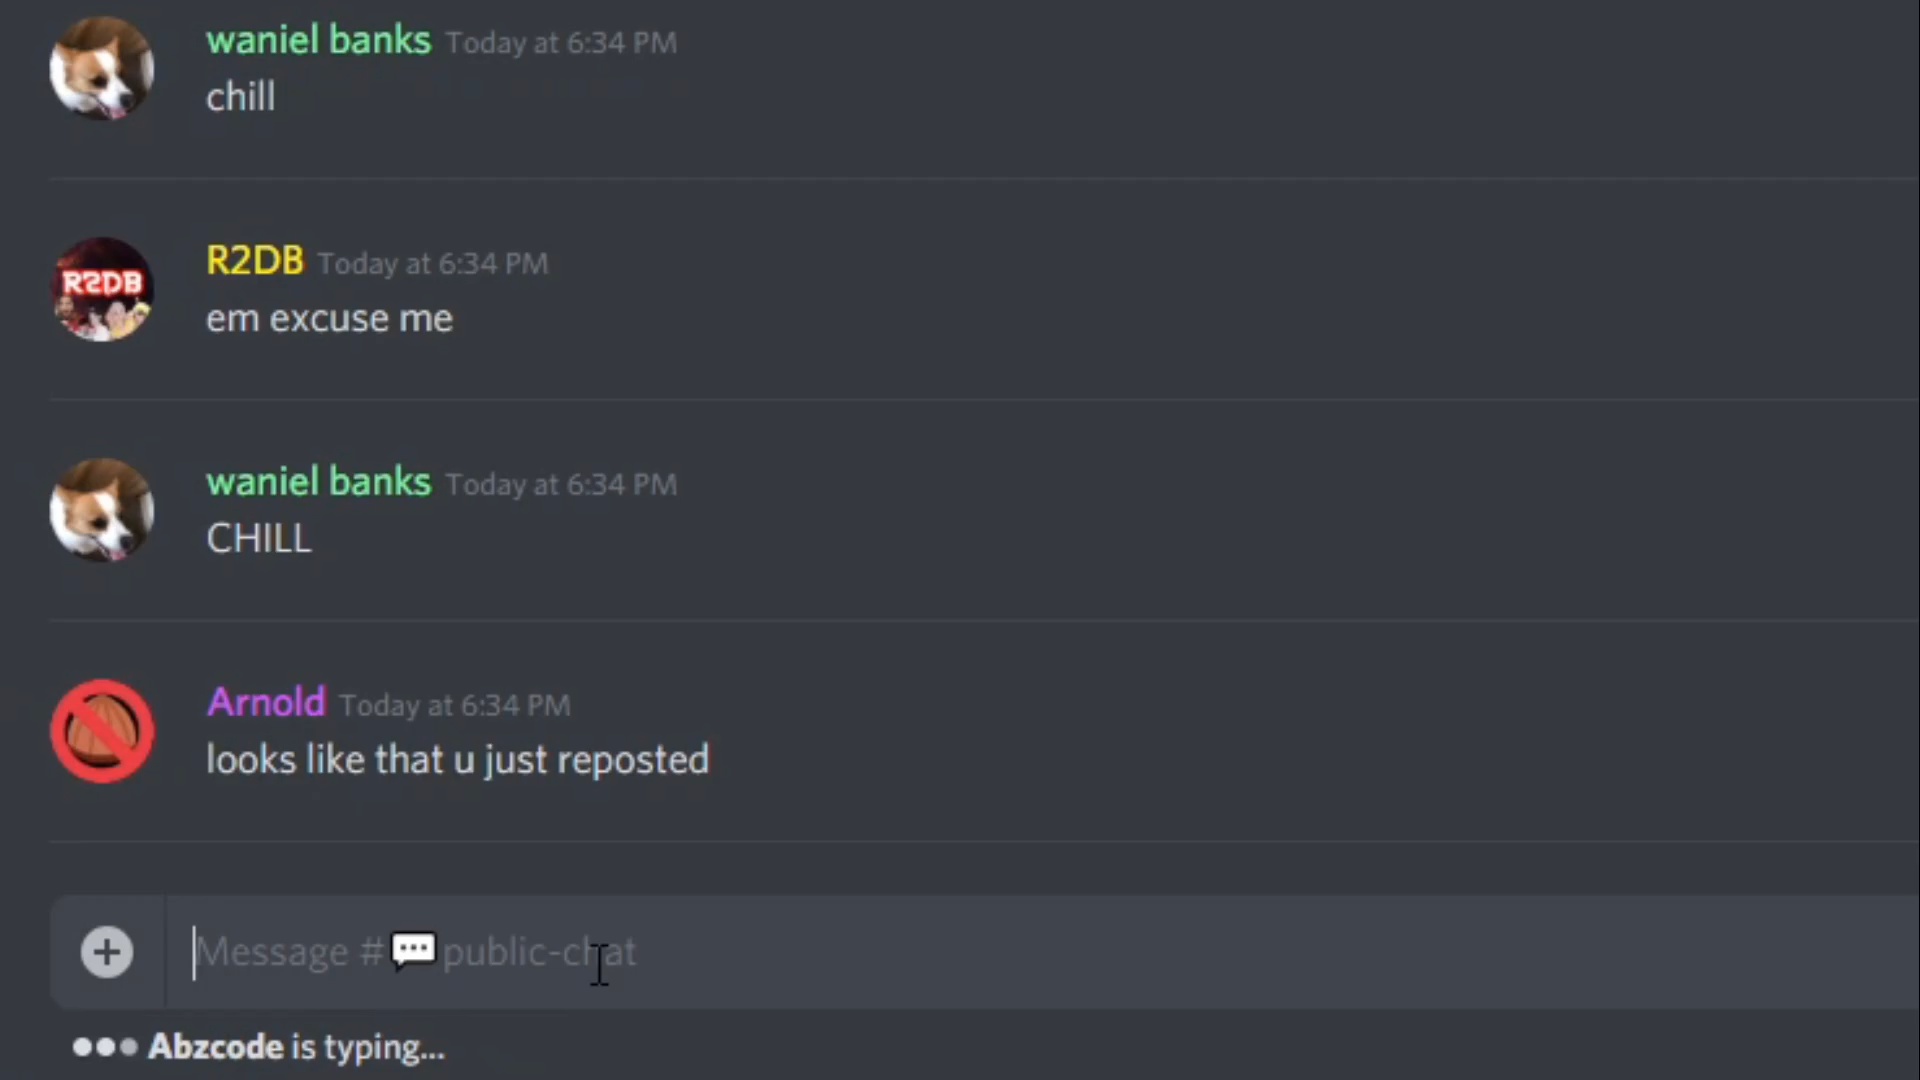 waniel banks Today at 6:34 PM
chill
R2DB Today at 6:34 PM
R2DB
em excuse me
waniel banks Today at 6:34 PM
CHILL
Arnold Today at 6:34 PM
looks like that u just reposted
Message #💬public-chat
Abzcode is typing...